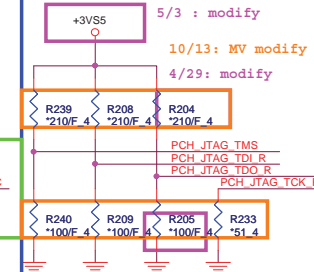 5/3 : modify
+3VS5
10/13: MV modify
4/29: modify
R239 R208 R204
*210/F_4 *210/F_4 *210/F_4
PCH_JTAG_TMS
PCH_JTAG_TDI_R
PCH_JTAG_TDO_R
PCH_JTAG_TCK_
R240 R209 R205 R233
*100/F_4 *100/F_4 *100/F_4 *51_4